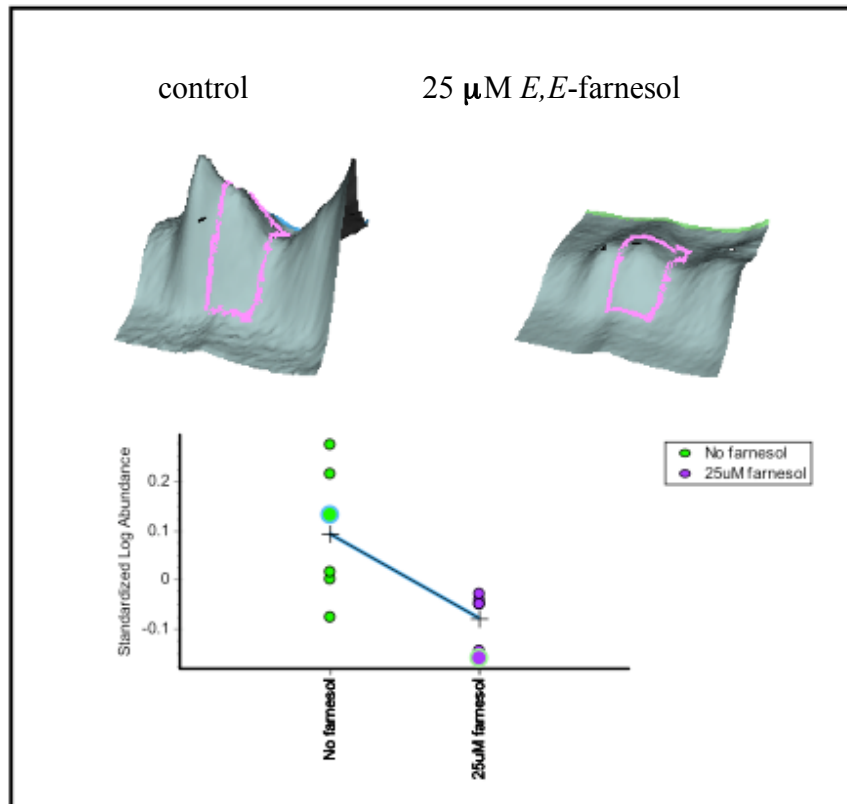 control 25 µM E,E-farnesol
Standardized Log Abundance
0.2
0.1
0
-0.1
No farnesol
25uM farnesol
No farnesol
25uM farnesol